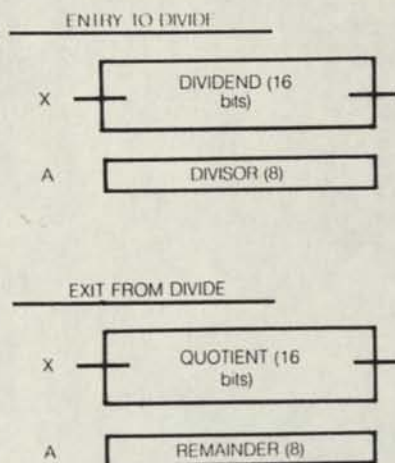 ENTRY TO DIVIDE
X
DIVIDEND (16
bits)
A
DIVISOR (8)
EXIT FROM DIVIDE
X
QUOTIENT (16
bits)
A
REMAINDER (8)